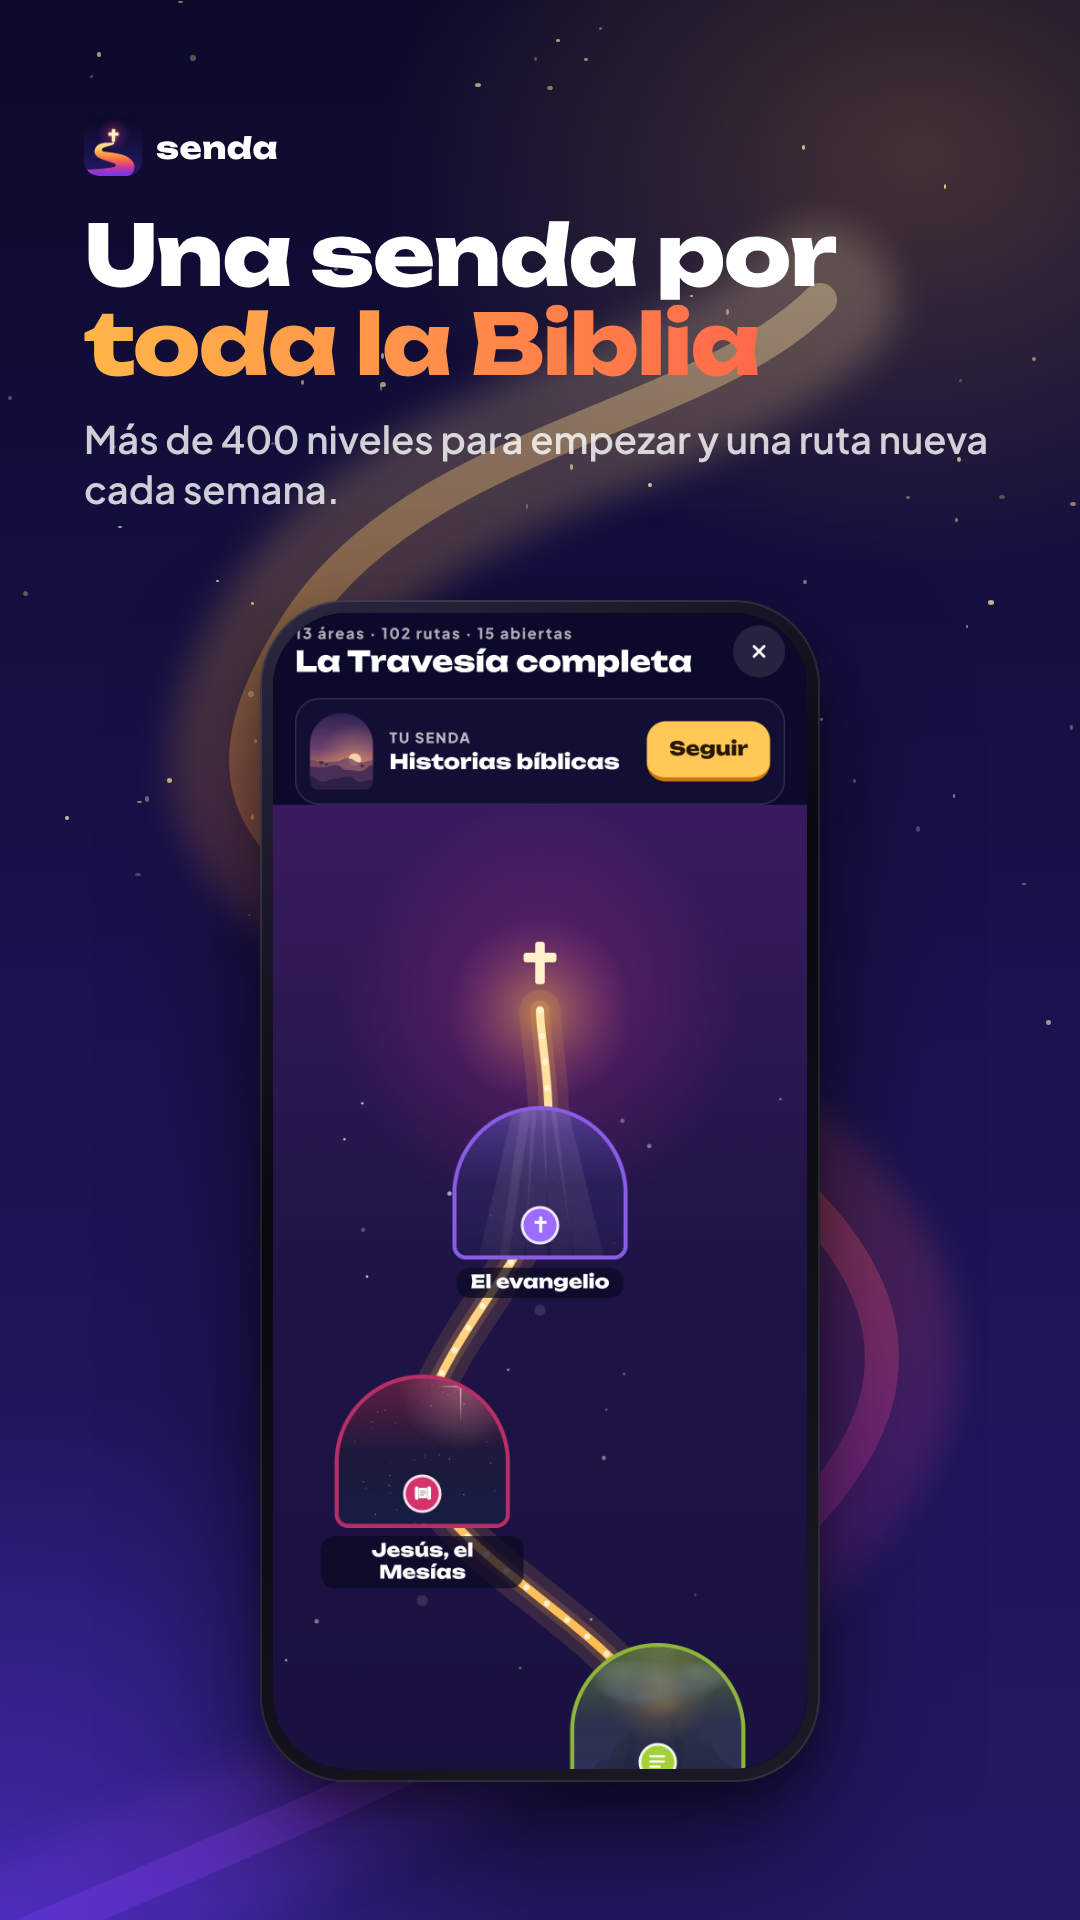 senda
Una senda por
toda la Biblia
Más de 400 niveles para empezar y una ruta nueva
cada semana.
13 áreas · 102 rutas · 15 abiertas
La Travesía completa
TU SENDA
Historias bíblicas
Seguir
El evangelio
Jesús, el
Mesías